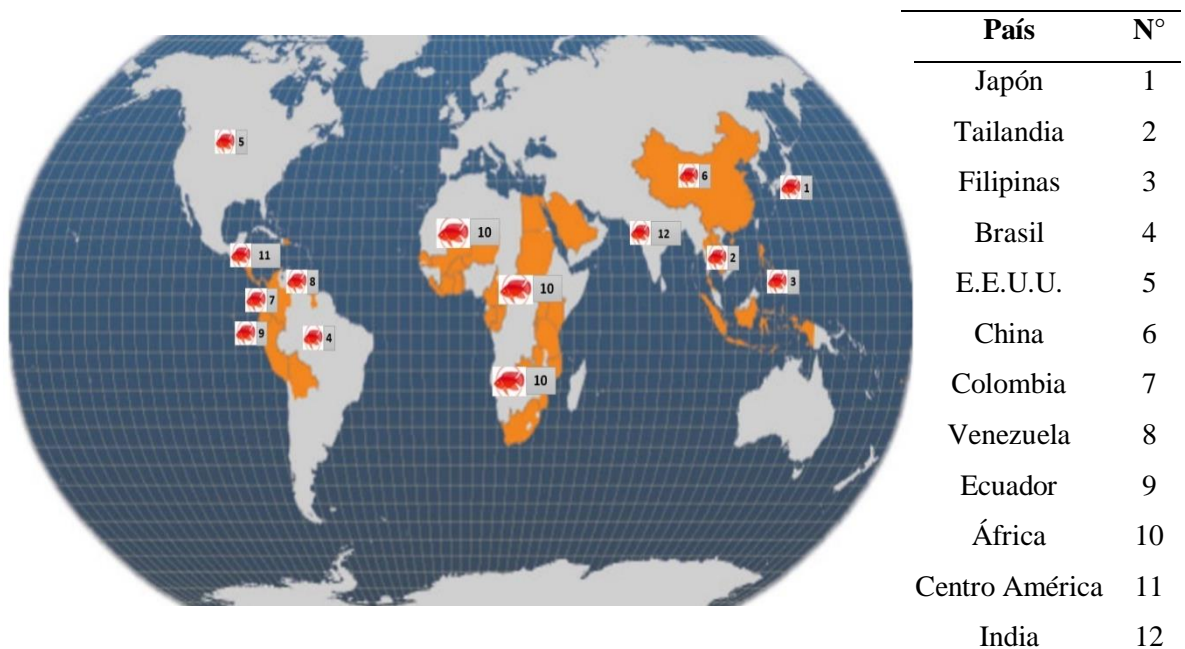 5
6
1
10
12
11
2
8
10
3
7
9
4
10
País N°
Japón 1
Tailandia 2
Filipinas 3
Brasil 4
E.E.U.U. 5
China 6
Colombia 7
Venezuela 8
Ecuador 9
África 10
Centro América 11
India 12